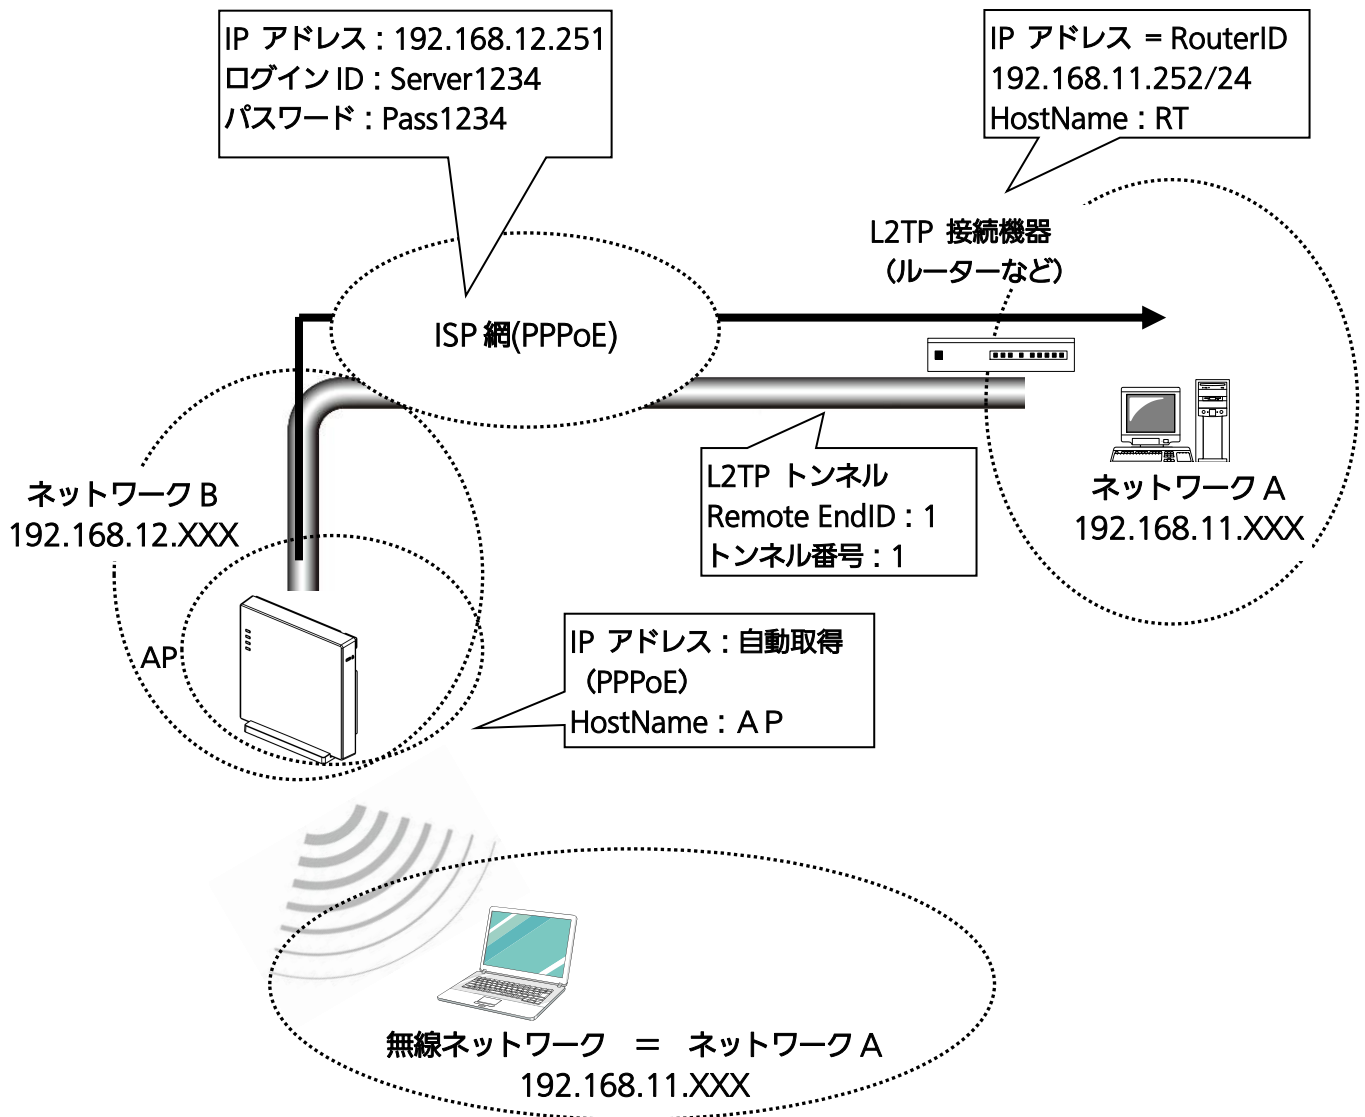 IP アドレス：192.168.12.251
ログイン ID：Server1234
パスワード：Pass1234
IP アドレス ＝RouterID
192.168.11.252/24
HostName：RT
L2TP 接続機器
（ルーターなど）
ISP 網(PPPoE)
L2TP トンネル
Remote EndID：1
トンネル番号：1
ネットワーク A
192.168.11.XXX
ネットワーク B
192.168.12.XXX
AP
IP アドレス：自動取得
（PPPoE）
HostName：ＡＰ
無線ネットワーク ＝ ネットワーク A
192.168.11.XXX